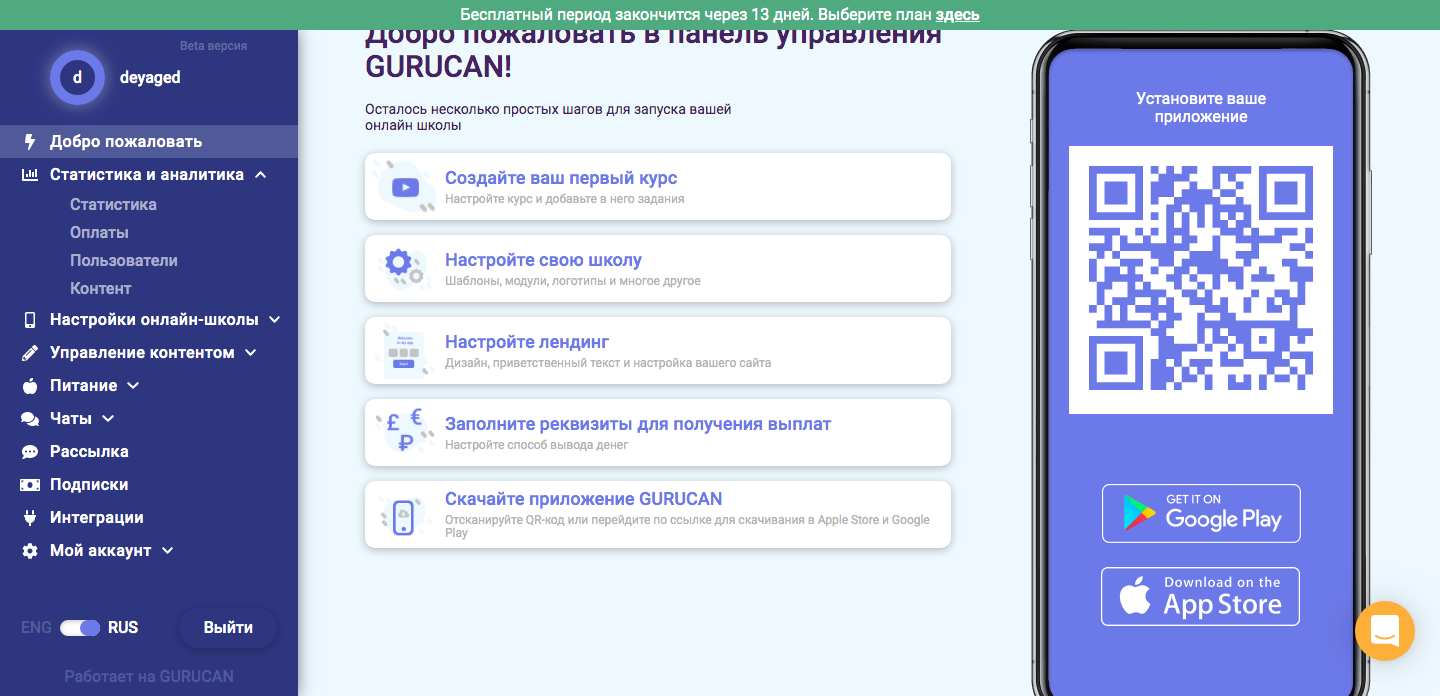 Бесплатный период закончится через 13 дней. Выберите план здесь
Beta версия
d
deyaged
Добро пожаловать
Статистика и аналитика
Статистика
Оплаты
Пользователи
Контент
Настройки онлайн-школы
Управление контентом
Питание
Чаты
Рассылка
Подписки
Интеграции
Мой аккаунт
ENG
RUS
Выйти
Работает на GURUCAN
Добро пожаловать в панель управления
GURUCAN!
Осталось несколько простых шагов для запуска вашей
онлайн школы
Создайте ваш первый курс
Настройте курс и добавьте в него задания
Настройте свою школу
Шаблоны, модули, логотипы и многое другое
Настройте лендинг
Дизайн, приветственный текст и настройка вашего сайта
£ €
₽
Заполните реквизиты для получения выплат
Настройте способ вывода денег
Скачайте приложение GURUCAN
Отсканируйте QR-код или перейдите по ссылке для скачивания в Apple Store и Google
Play
Установите ваше
приложение
GET IT ON
Google Play
Download on the
App Store